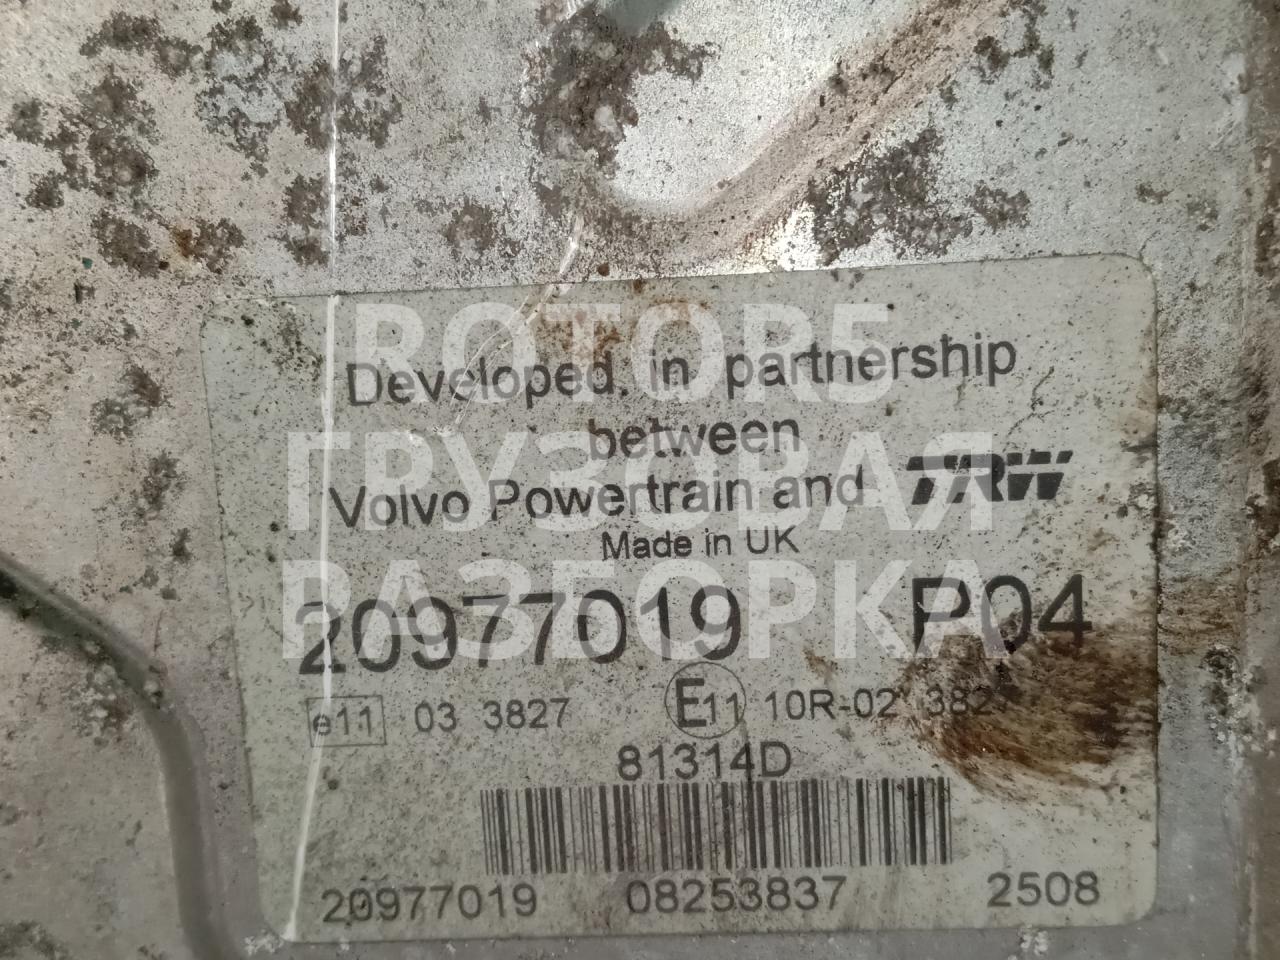 ROTOR5
ГРУЗОВАЯ
РАЗБОРКА
Developed in partnership
between
Volvo Powertrain and TRW
Made in UK
20977019 P04
e11 03 3827 E11 10R-02 3827
81314D
20977019 08253837 2508